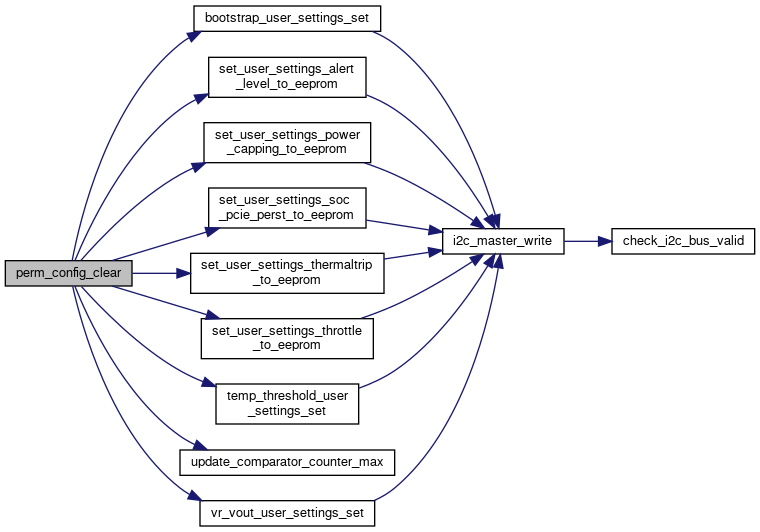 bootstrap_user_settings_set
set_user_settings_alert
_level_to_eeprom
set_user_settings_power
_capping_to_eeprom
set_user_settings_soc
_pcie_perst_to_eeprom
i2c_master_write
check_i2c_bus_valid
perm_config_clear
set_user_settings_thermaltrip
_to_eeprom
set_user_settings_throttle
_to_eeprom
temp_threshold_user
_settings_set
update_comparator_counter_max
vr_vout_user_settings_set